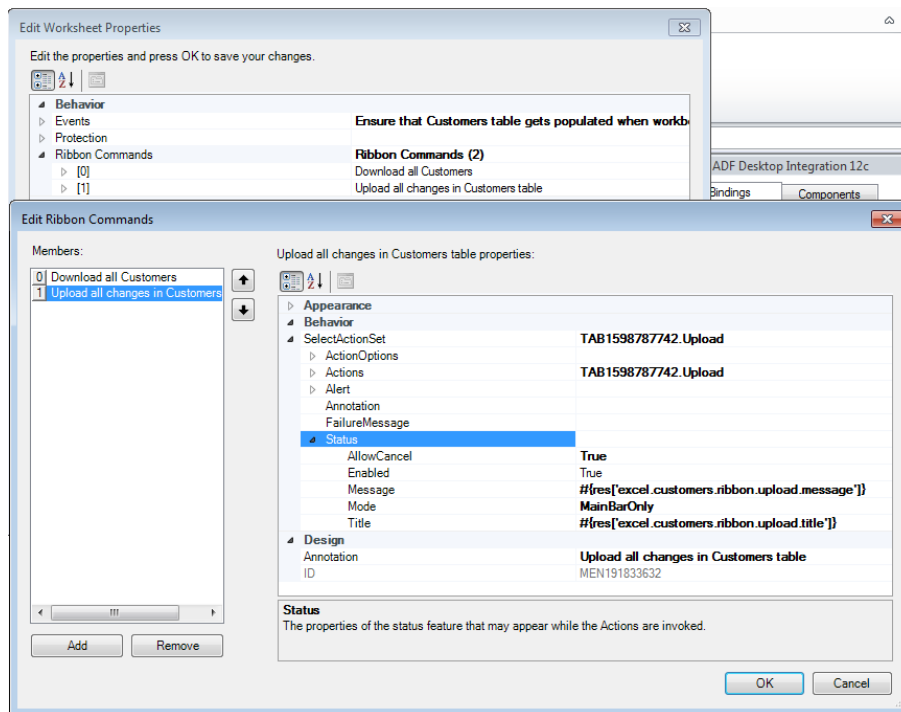 Edit Worksheet Properties
Edit the properties and press OK to save your changes.
Behavior
Events Ensure that Customers table gets populated when workb
Protection
Ribbon Commands Ribbon Commands (2)
[0] Download all Customers
[1] Upload all changes in Customers table
ADF Desktop Integration 12c
Bindings Components
Edit Ribbon Commands
Members:
0 Download all Customers
1 Upload all changes in Customers
Upload all changes in Customers table properties:
Appearance
Behavior
SelectActionSet TAB1598787742.Upload
ActionOptions
Actions TAB1598787742.Upload
Alert
Annotation
FailureMessage
Status
AllowCancel True
Enabled True
Message #{res['excel.customers.ribbon.upload.message']}
Mode MainBarOnly
Title #{res['excel.customers.ribbon.upload.title']}
Design
Annotation Upload all changes in Customers table
ID MEN191833632
Status
The properties of the status feature that may appear while the Actions are invoked.
Add Remove
OK Cancel